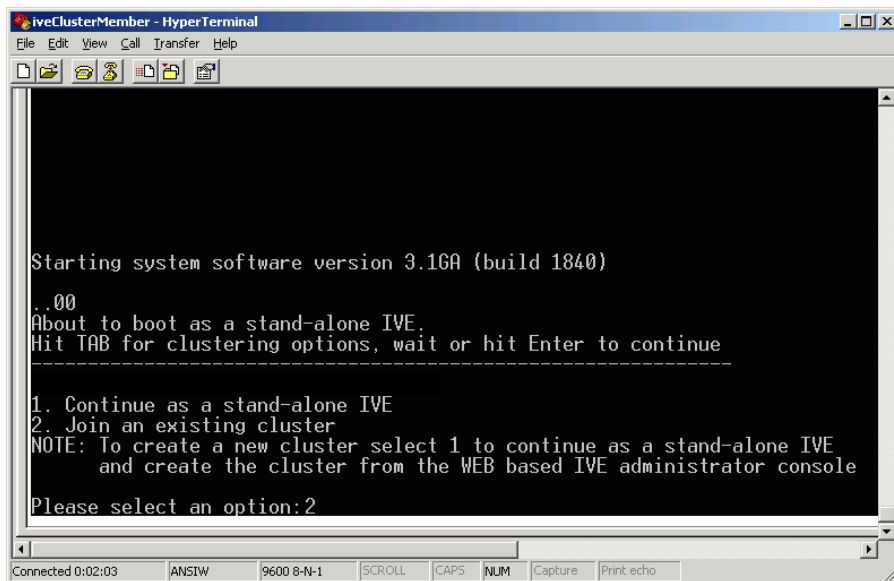 iveClusterMember - HyperTerminal
File Edit View Call Transfer Help
Starting system software version 3.1GA (build 1840)
..00
About to boot as a stand-alone IVE.
Hit TAB for clustering options, wait or hit Enter to continue
--------------------------------------------------------------
1. Continue as a stand-alone IVE
2. Join an existing cluster
NOTE: To create a new cluster select 1 to continue as a stand-alone IVE
and create the cluster from the WEB based IVE administrator console
Please select an option:2
Connected 0:02:03 ANSIW 9600 8-N-1 SCROLL CAPS NUM Capture Print echo